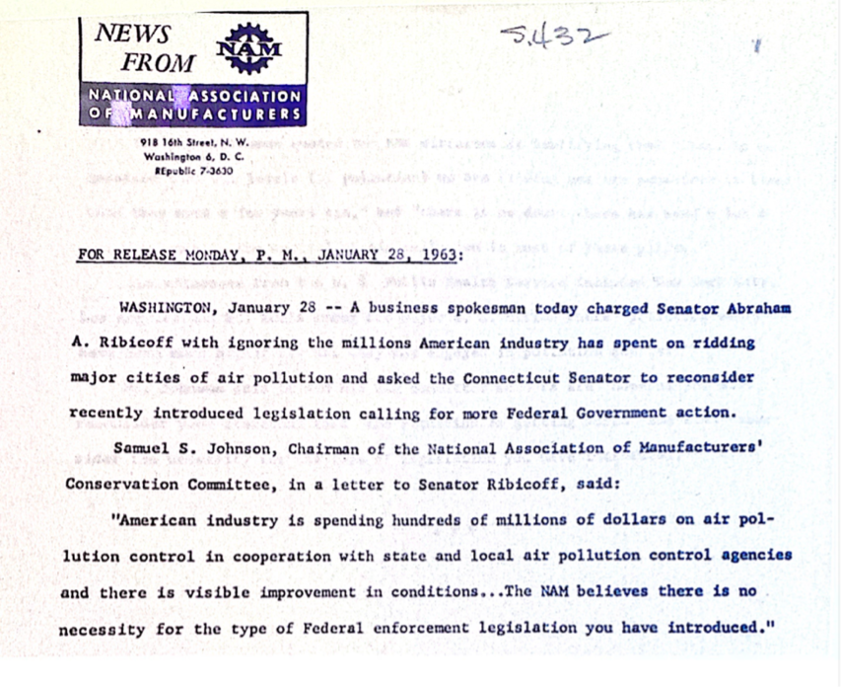 S.432
NEWS
FROM
NAM
NATIONAL ASSOCIATION
OF MANUFACTURERS
918 16th Street, N. W.
Washington 6, D. C.
REpublic 7-3630
FOR RELEASE MONDAY, P. M., JANUARY 28, 1963:
WASHINGTON, January 28 -- A business spokesman today charged Senator Abraham
A. Ribicoff with ignoring the millions American industry has spent on ridding
major cities of air pollution and asked the Connecticut Senator to reconsider
recently introduced legislation calling for more Federal Government action.
Samuel S. Johnson, Chairman of the National Association of Manufacturers'
Conservation Committee, in a letter to Senator Ribicoff, said:
"American industry is spending hundreds of millions of dollars on air pol-
lution control in cooperation with state and local air pollution control agencies
and there is visible improvement in conditions...The NAM believes there is no
necessity for the type of Federal enforcement legislation you have introduced."